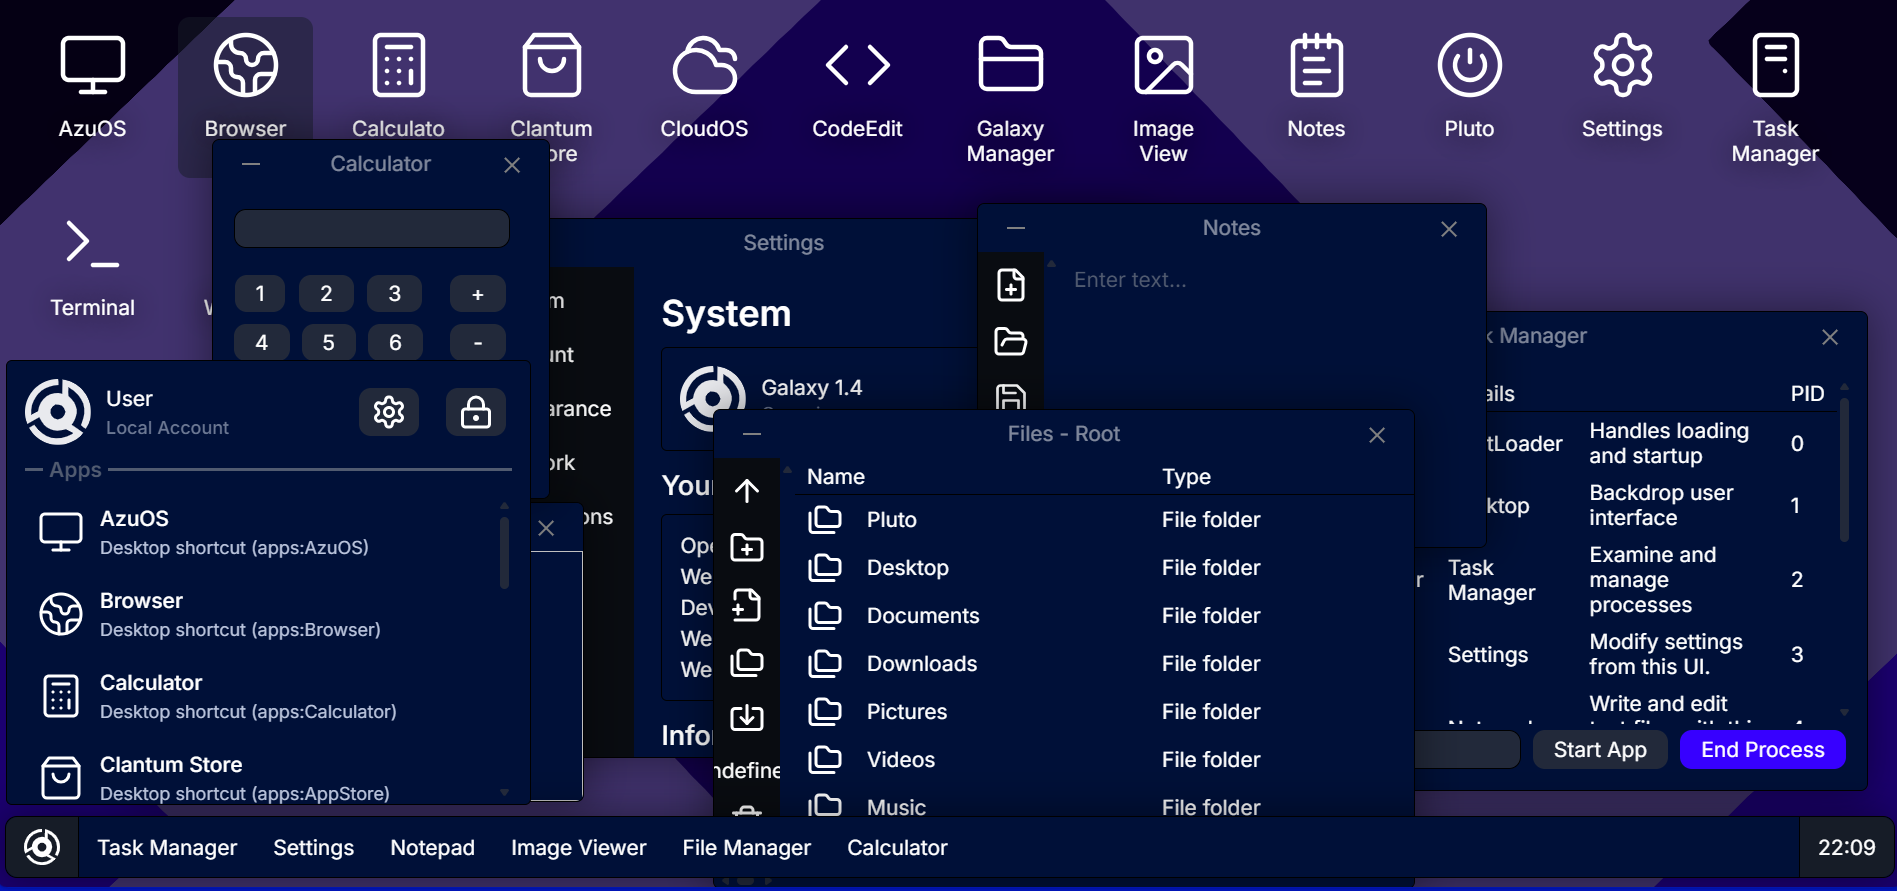 AzuOS
Browser
Calculato
Clantum
ore
CloudOS
CodeEdit
Galaxy
Manager
Image
View
Notes
Pluto
Settings
Task
Manager
Terminal
Calculator
1 2 3 +
4 5 6 -
Settings
m
unt
arance
ork
ons
System
Galaxy 1.4
You
Ope
We
Dev
We
We
Info
Notes
Enter text...
k Manager
ails PID
tLoader Handles loading 0
and startup
ktop Backdrop user 1
interface
r Task Examine and 2
Manager manage
processes
Settings Modify settings 3
from this UI.
Write and edit
Start App
End Process
User
Local Account
Apps
AzuOS
Desktop shortcut (apps:AzuOS)
Browser
Desktop shortcut (apps:Browser)
Calculator
Desktop shortcut (apps:Calculator)
Clantum Store
Desktop shortcut (apps:AppStore)
Files - Root
Name Type
Pluto File folder
Desktop File folder
Documents File folder
Downloads File folder
Pictures File folder
Videos File folder
Music File folder
ndefine
Task Manager Settings Notepad Image Viewer File Manager Calculator 22:09